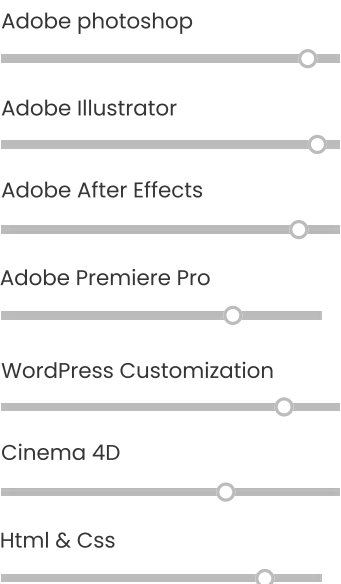 Adobe photoshop
Adobe Illustrator
Adobe After Effects
Adobe Premiere Pro
WordPress Customization
Cinema 4D
Html & Css